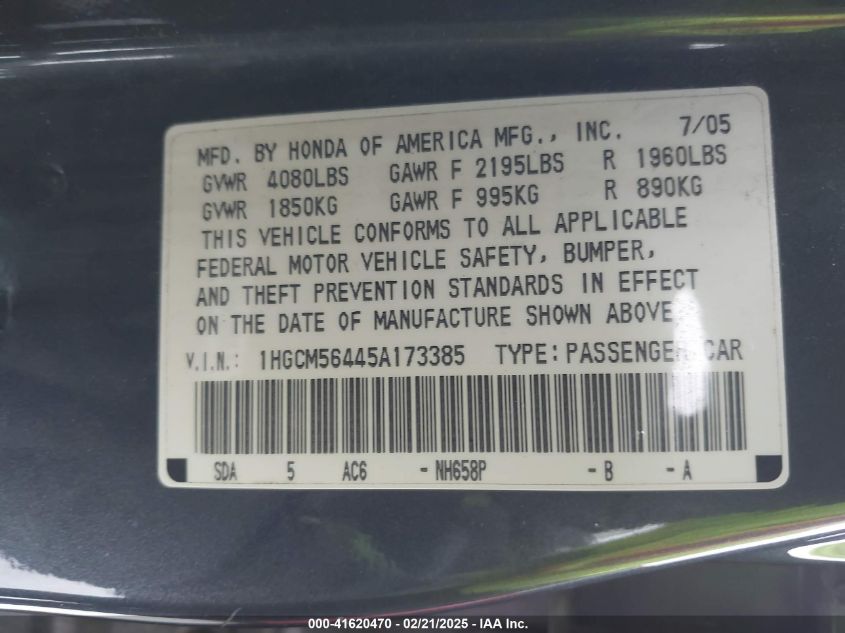 MFD. BY HONDA OF AMERICA MFG., INC. 7/05
GVWR 4080LBS GAWR F 2195LBS R 1960LBS
GVWR 1850KG GAWR F 995KG R 890KG
THIS VEHICLE CONFORMS TO ALL APPLICABLE
FEDERAL MOTOR VEHICLE SAFETY, BUMPER,
AND THEFT PREVENTION STANDARDS IN EFFECT
ON THE DATE OF MANUFACTURE SHOWN ABOVE.
V.I.N.: 1HGCM56445A173385 TYPE: PASSENGER CAR
SDA 5 AC6 - NH658P - B - A
000-41620470 - 02/21/2025 - IAA Inc.